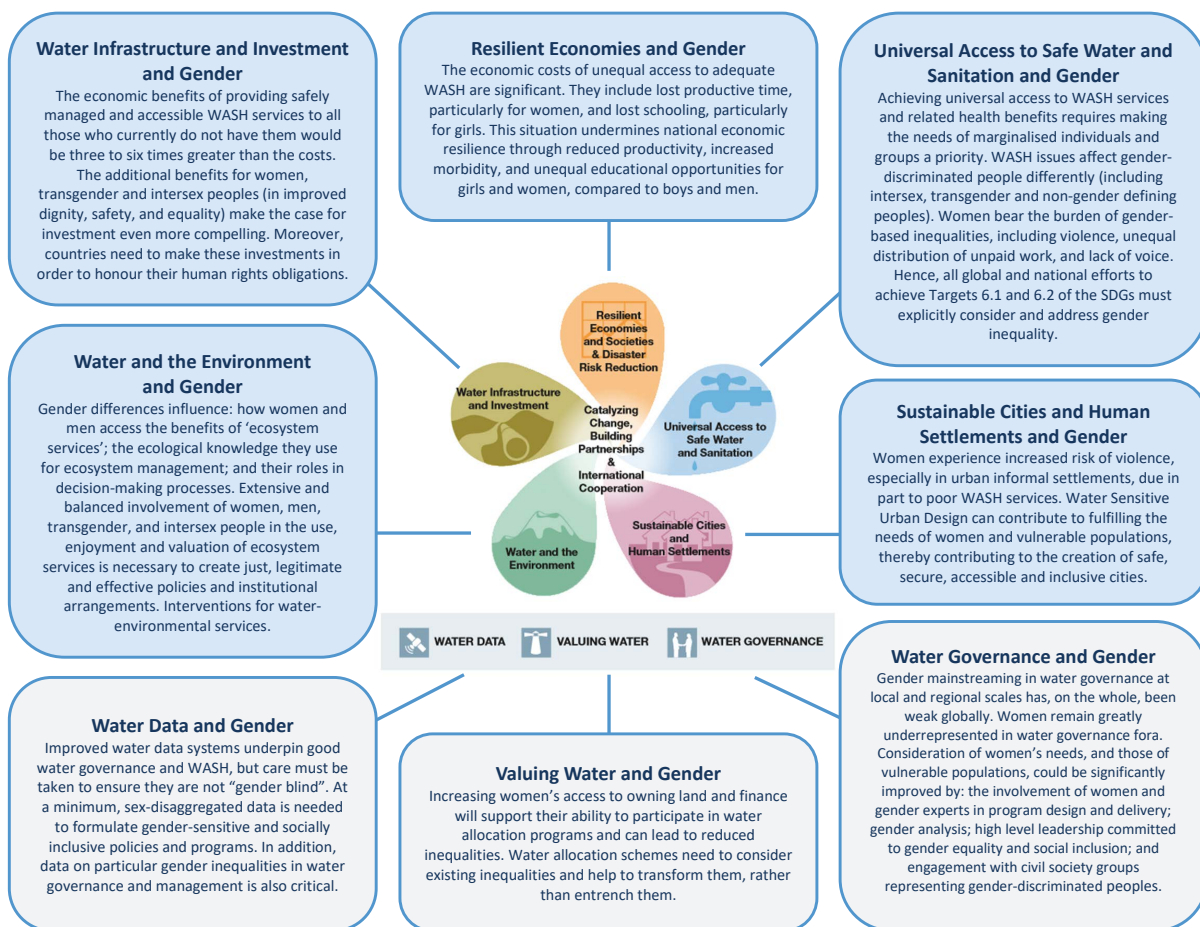 Water Infrastructure and Investment
and Gender
The economic benefits of providing safely
managed and accessible WASH services to all
those who currently do not have them would
be three to six times greater than the costs.
The additional benefits for women,
transgender and intersex peoples (in improved
dignity, safety, and equality) make the case for
investment even more compelling. Moreover,
countries need to make these investments in
order to honour their human rights obligations.
Resilient Economies and Gender
The economic costs of unequal access to adequate
WASH are significant. They include lost productive time,
particularly for women, and lost schooling, particularly
for girls. This situation undermines national economic
resilience through reduced productivity, increased
morbidity, and unequal educational opportunities for
girls and women, compared to boys and men.
Universal Access to Safe Water and
Sanitation and Gender
Achieving universal access to WASH services
and related health benefits requires making
the needs of marginalised individuals and
groups a priority. WASH issues affect gender-
discriminated people differently (including
intersex, transgender and non-gender defining
peoples). Women bear the burden of gender-
based inequalities, including violence, unequal
distribution of unpaid work, and lack of voice.
Hence, all global and national efforts to
achieve Targets 6.1 and 6.2 of the SDGs must
explicitly consider and address gender
inequality.
Water and the Environment
and Gender
Gender differences influence: how women and
men access the benefits of ‘ecosystem
services’; the ecological knowledge they use
for ecosystem management; and their roles in
decision-making processes. Extensive and
balanced involvement of women, men,
transgender, and intersex people in the use,
enjoyment and valuation of ecosystem
services is necessary to create just, legitimate
and effective policies and institutional
arrangements. Interventions for water-
environmental services.
Resilient
Economies
and Societies
& Disaster
Risk Reduction
Water Infrastructure
and Investment
Catalyzing
Change,
Building
Partnerships
&
International
Cooperation
Universal Access to
Safe Water
and Sanitation
Water and the
Environment
Sustainable Cities
and
Human Settlements
Sustainable Cities and Human
Settlements and Gender
Women experience increased risk of violence,
especially in urban informal settlements, due in
part to poor WASH services. Water Sensitive
Urban Design can contribute to fulfilling the
needs of women and vulnerable populations,
thereby contributing to the creation of safe,
secure, accessible and inclusive cities.
WATER DATA
VALUING WATER
WATER GOVERNANCE
Water Data and Gender
Improved water data systems underpin good
water governance and WASH, but care must be
taken to ensure they are not “gender blind”. At
a minimum, sex-disaggregated data is needed
to formulate gender-sensitive and socially
inclusive policies and programs. In addition,
data on particular gender inequalities in water
governance and management is also critical.
Valuing Water and Gender
Increasing women’s access to owning land and finance
will support their ability to participate in water
allocation programs and can lead to reduced
inequalities. Water allocation schemes need to consider
existing inequalities and help to transform them, rather
than entrench them.
Water Governance and Gender
Gender mainstreaming in water governance at
local and regional scales has, on the whole, been
weak globally. Women remain greatly
underrepresented in water governance fora.
Consideration of women’s needs, and those of
vulnerable populations, could be significantly
improved by: the involvement of women and
gender experts in program design and delivery;
gender analysis; high level leadership committed
to gender equality and social inclusion; and
engagement with civil society groups
representing gender-discriminated peoples.